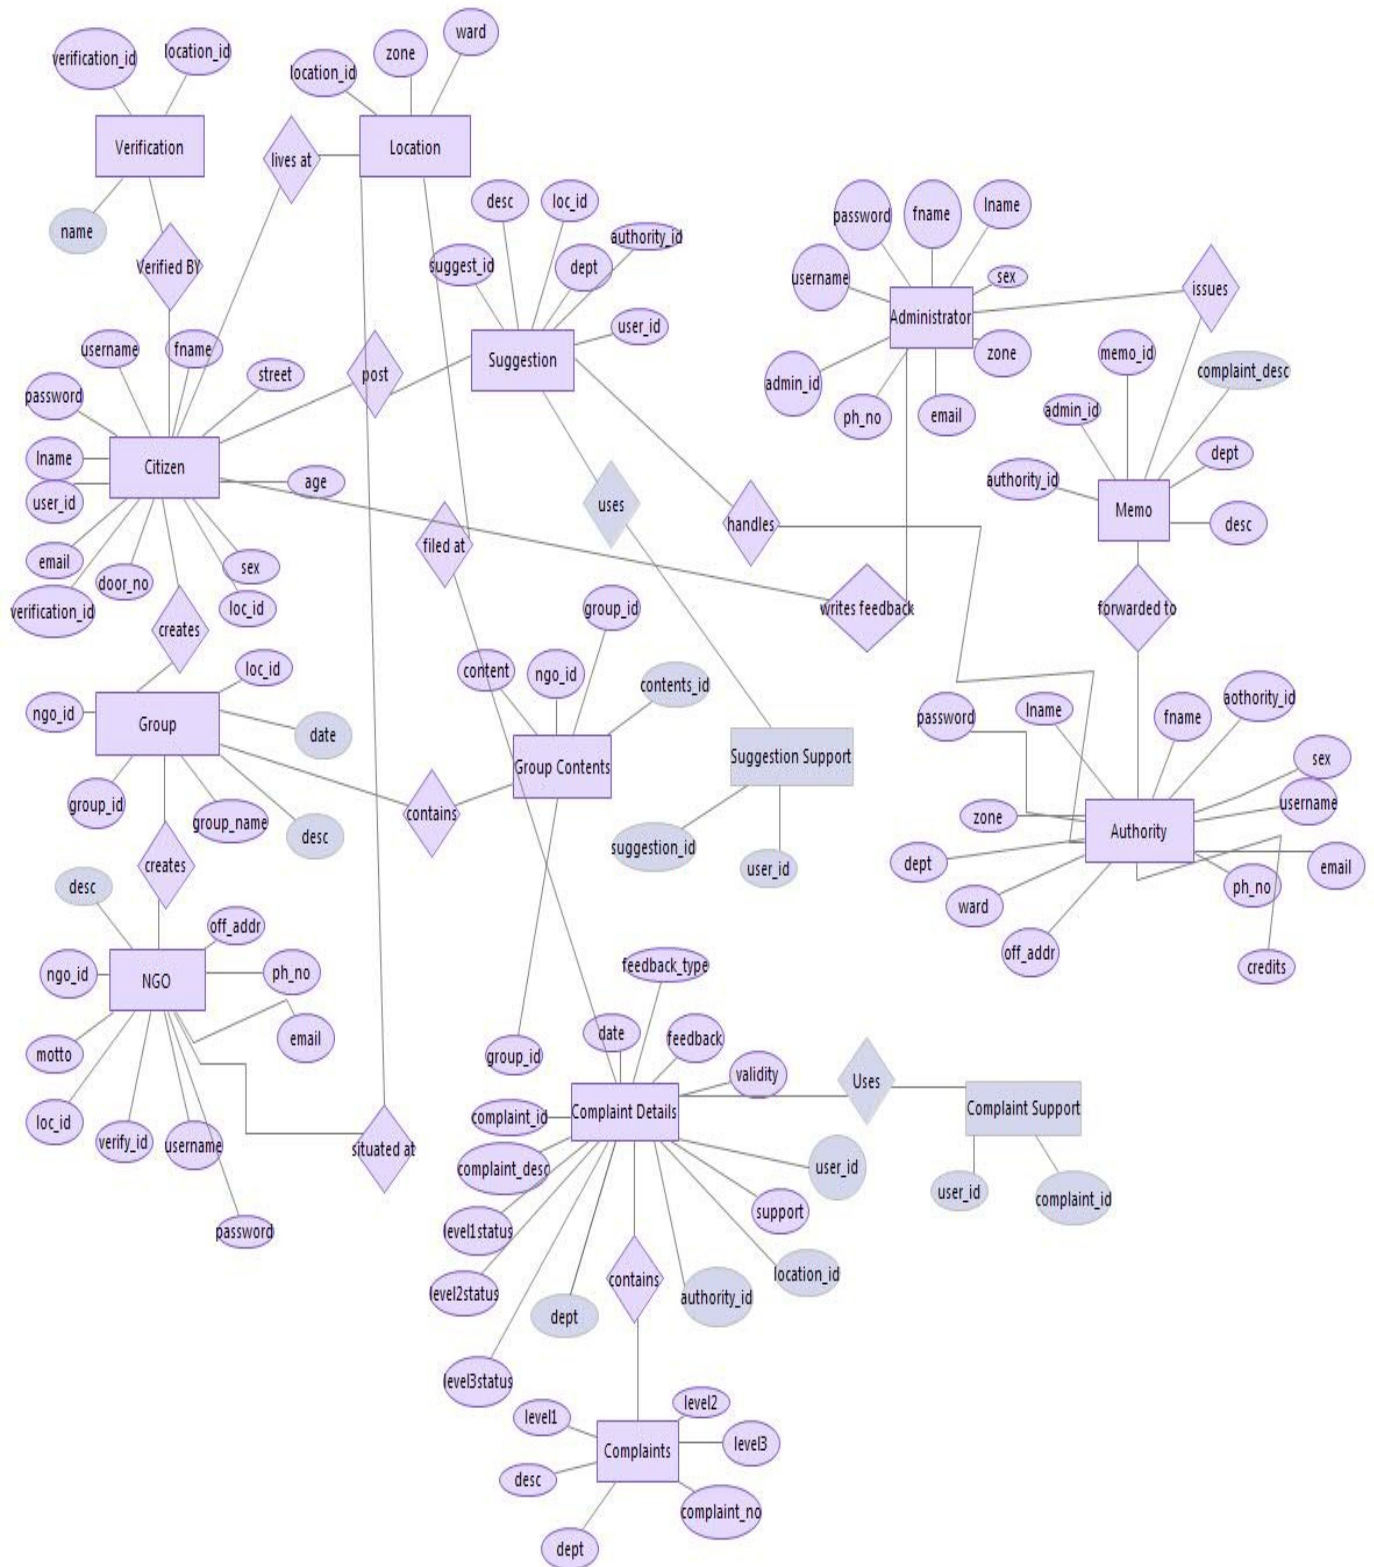 verification_id
location_id
Verification
name
Verified BY
location_id
zone
ward
Location
lives at
desc
loc_id
authority_id
suggest_id
dept
user_id
Suggestion
post
uses
handles
password
fname
lname
username
sex
Administrator
zone
admin_id
ph_no
email
issues
memo_id
complaint_desc
admin_id
dept
authority_id
Memo
desc
forwarded to
writes feedback
username
fname
street
password
lname
Citizen
age
user_id
email
door_no
sex
verification_id
loc_id
creates
filed at
loc_id
ngo_id
Group
date
group_id
group_name
desc
contains
creates
group_id
content
ngo_id
contents_id
Group Contents
group_id
Suggestion Support
suggestion_id
user_id
password
lname
fname
aothority_id
sex
zone
username
Authority
dept
email
ward
ph_no
off_addr
credits
desc
off_addr
ngo_id
NGO
ph_no
motto
email
loc_id
verify_id
username
password
situated at
feedback_type
date
feedback
validity
complaint_id
Complaint Details
complaint_desc
user_id
level1status
support
level2status
location_id
dept
authority_id
level3status
contains
Uses
Complaint Support
user_id
complaint_id
level1
level2
Complaints
level3
desc
complaint_no
dept